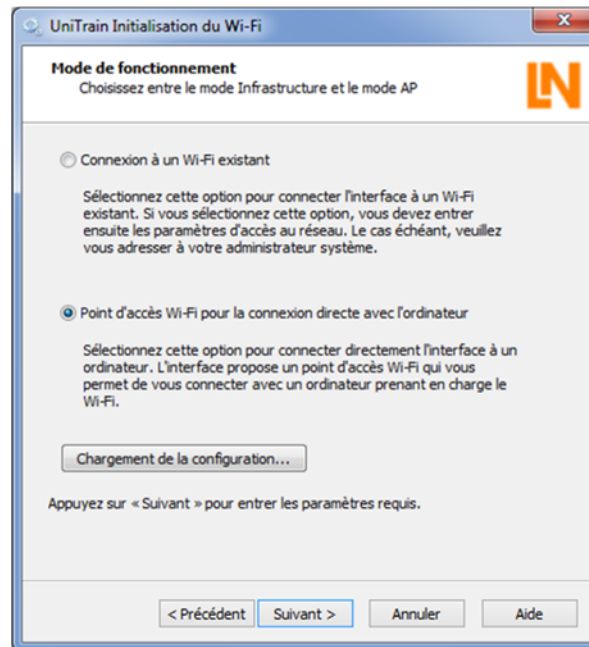 UniTrain Initialisation du Wi-Fi
Mode de fonctionnement
Choisissez entre le mode Infrastructure et le mode AP
LN
Connexion à un Wi-Fi existant
Sélectionnez cette option pour connecter l'interface à un Wi-Fi
existant. Si vous sélectionnez cette option, vous devez entrer
ensuite les paramètres d'accès au réseau. Le cas échéant, veuillez
vous adresser à votre administrateur système.
Point d'accès Wi-Fi pour la connexion directe avec l'ordinateur
Sélectionnez cette option pour connecter directement l'interface à un
ordinateur. L'interface propose un point d'accès Wi-Fi qui vous
permet de vous connecter avec un ordinateur prenant en charge le
Wi-Fi.
Chargement de la configuration...
Appuyez sur « Suivant » pour entrer les paramètres requis.
< Précédent Suivant > Annuler Aide